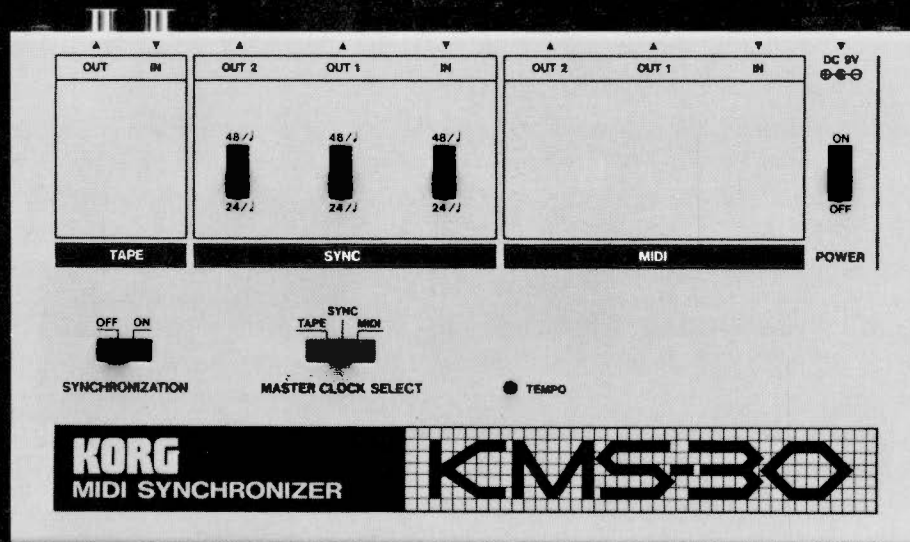 OUT IN OUT 2 OUT 1 IN OUT 2 OUT 1 IN DC 9V
48/♩ 48/♩ 48/♩ ON
24/♩ 24/♩ 24/♩ OFF
TAPE SYNC MIDI POWER
OFF ON
SYNC
TAPE MIDI
SYNCHRONIZATION MASTER CLOCK SELECT TEMPO
KORG
MIDI SYNCHRONIZER
KMS-30